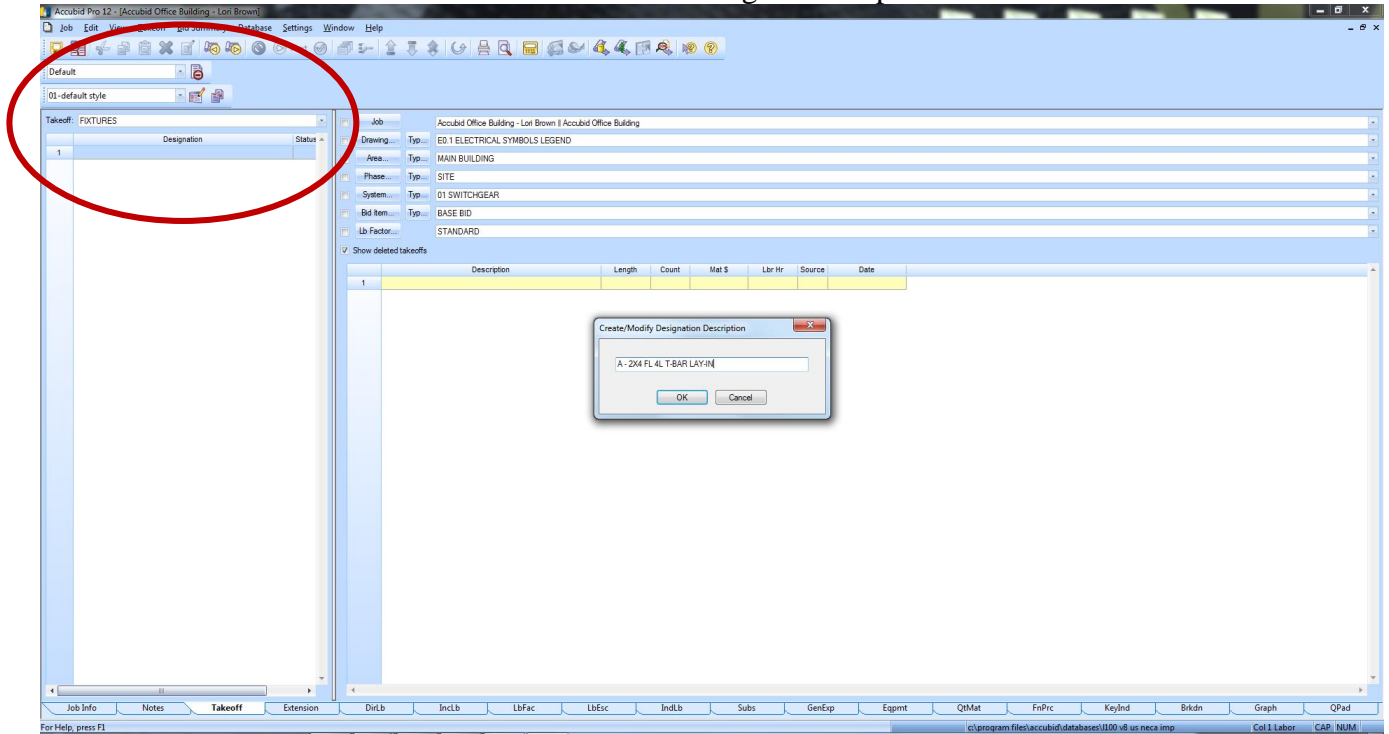 Accubid Pro 12 - [Accubid Office Building - Lori Brown]
Job Edit Database Settings Window Help
Default
01-default style
Takeoff: FIXTURES
Designation Status
1
Job Accubid Office Building - Lori Brown || Accubid Office Building
Drawing... Typ... E0.1 ELECTRICAL SYMBOLS LEGEND
Area... Typ... MAIN BUILDING
Phase... Typ... SITE
System... Typ... 01 SWITCHGEAR
Bid Item... Typ... BASE BID
Lb Factor... STANDARD
Show deleted takeoffs
Description Length Count Mat $ Lbr Hr Source Date
1
Create/Modify Designation Description
A - 2X4 FL 4L T-BAR LAY-IN
OK Cancel
Job Info Notes Takeoff Extension DirLb IncLb LbFac LbEsc IndLb Subs GenExp Eqpmt QtMat FnPrc KeyInd Brkdn Graph QPad
For Help, press F1 c:\program files\accubid\databases\l100 v8 us neca imp Col 1 Labor CAP NUM